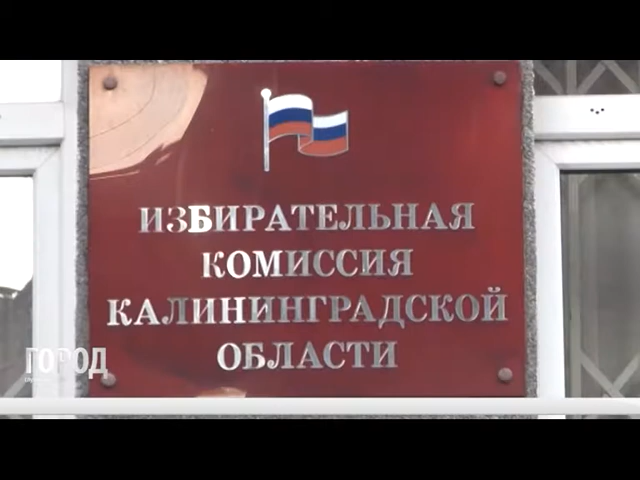 ИЗБИРАТЕЛЬНАЯ
КОМИССИЯ
КАЛИНИНГРАДСКОЙ
ОБЛАСТИ
ГОРОД